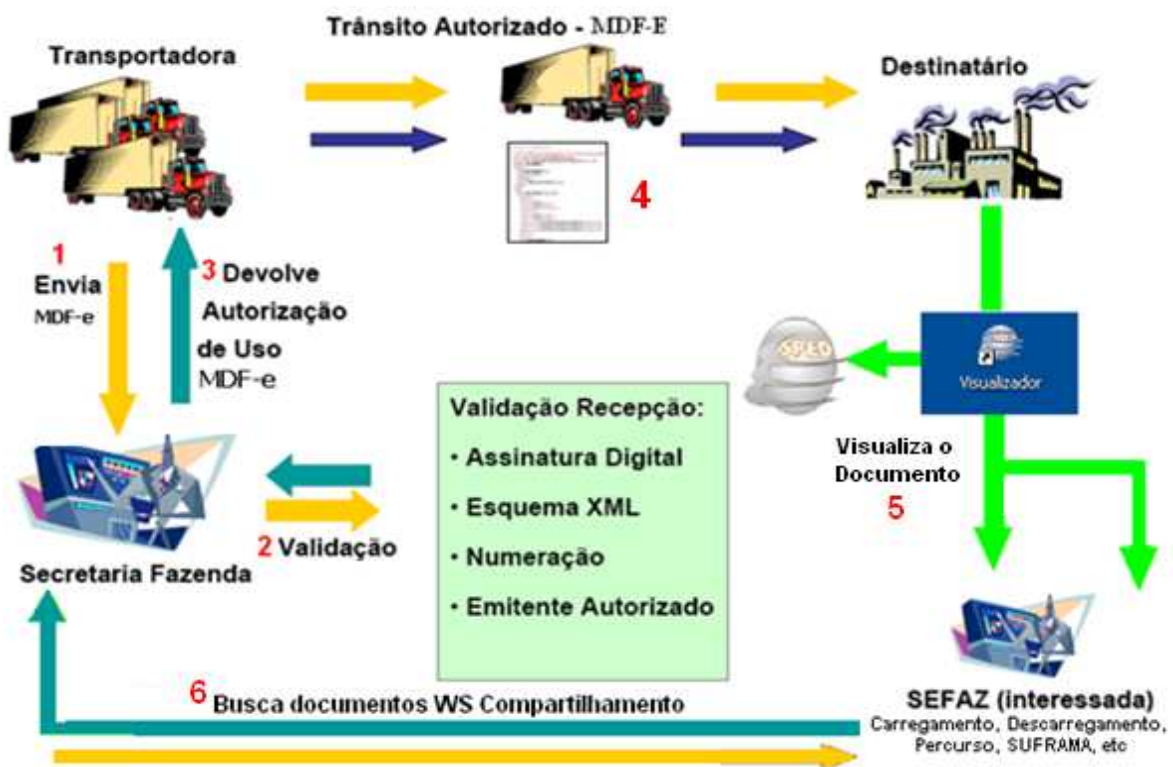 Trânsito Autorizado - MDF-E
Transportadora
Destinatário
4
1
Envia
MDF-e
3 Devolve
Autorização
de Uso
MDF-e
SPED
Visualizador
Validação Recepção:
• Assinatura Digital
• Esquema XML
• Numeração
• Emitente Autorizado
Visualiza o
Documento
5
2 Validação
Secretaria Fazenda
6 Busca documentos WS Compartilhamento
SEFAZ (interessada)
Carregamento, Descarregamento,
Percurso, SUFRAMA, etc